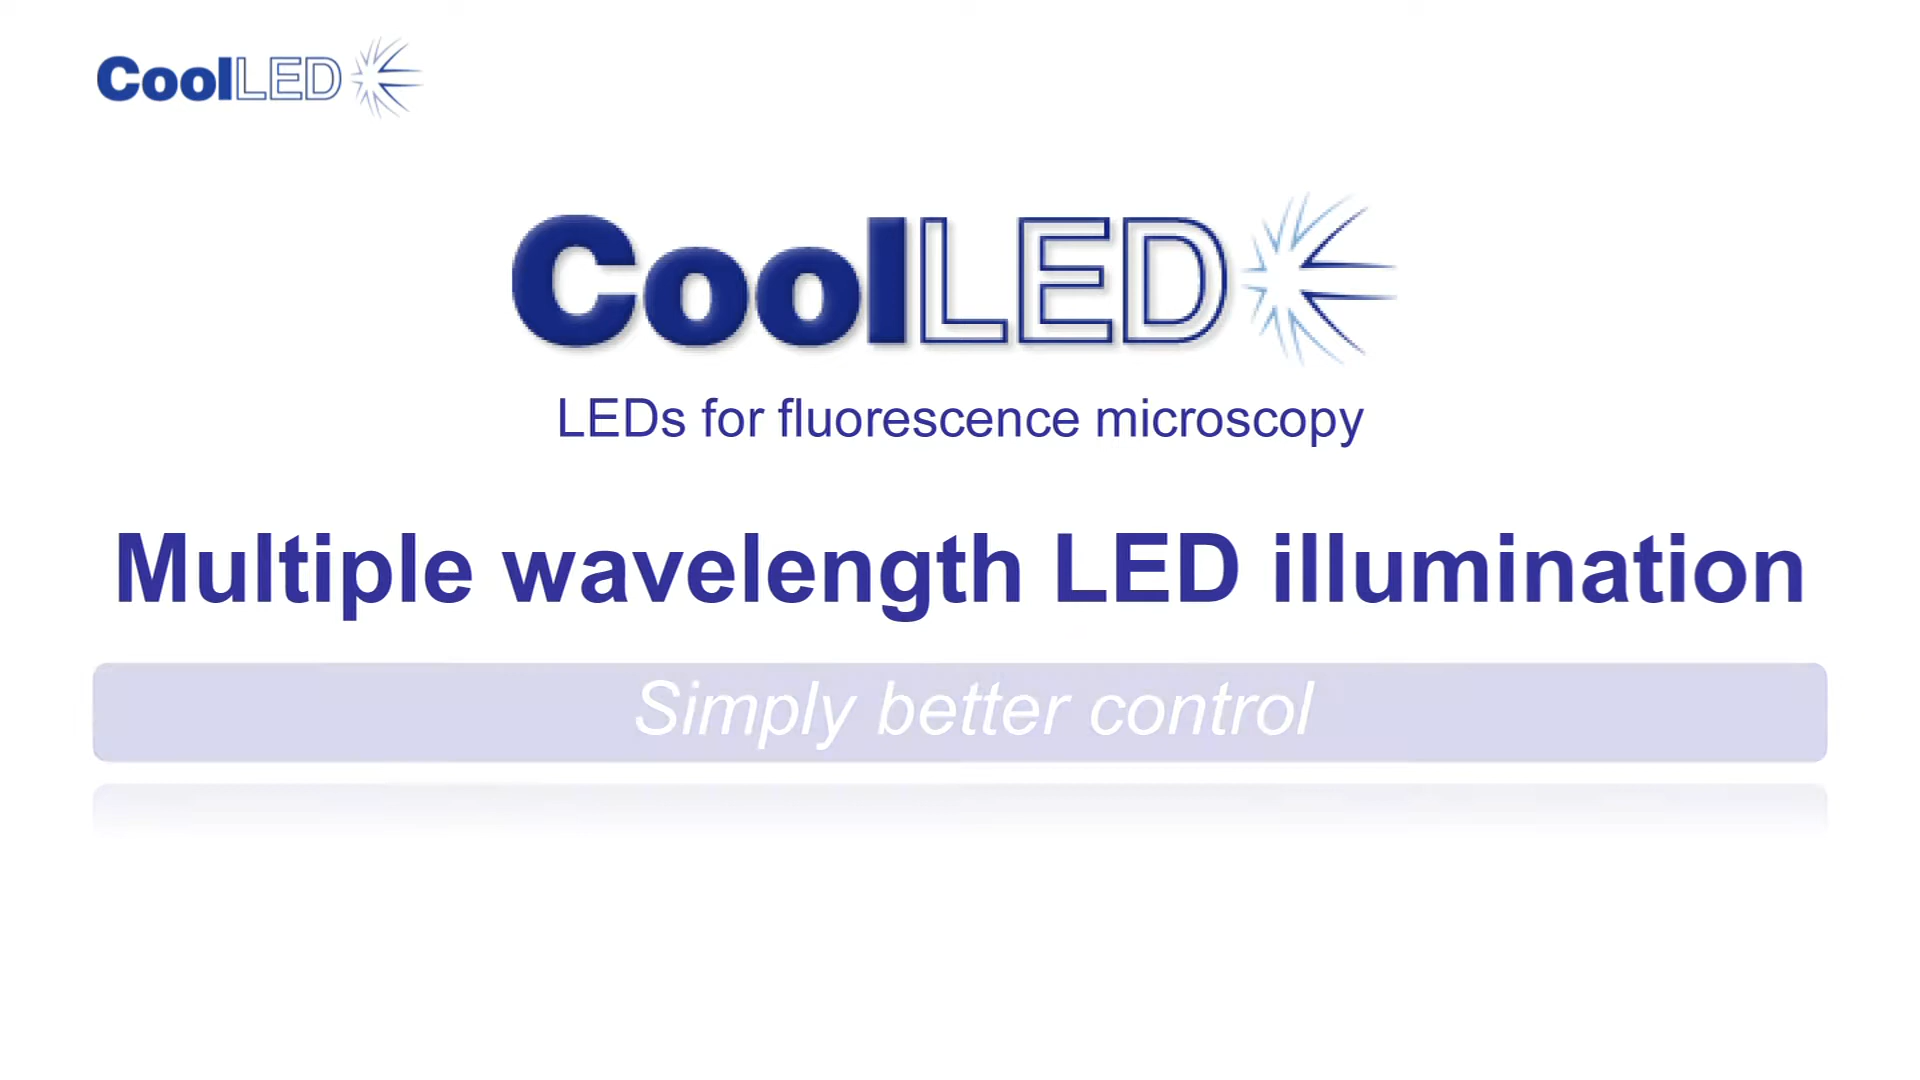 CoolLED
CoolLED
LEDs for fluorescence microscopy
Multiple wavelength LED illumination
Simply better control